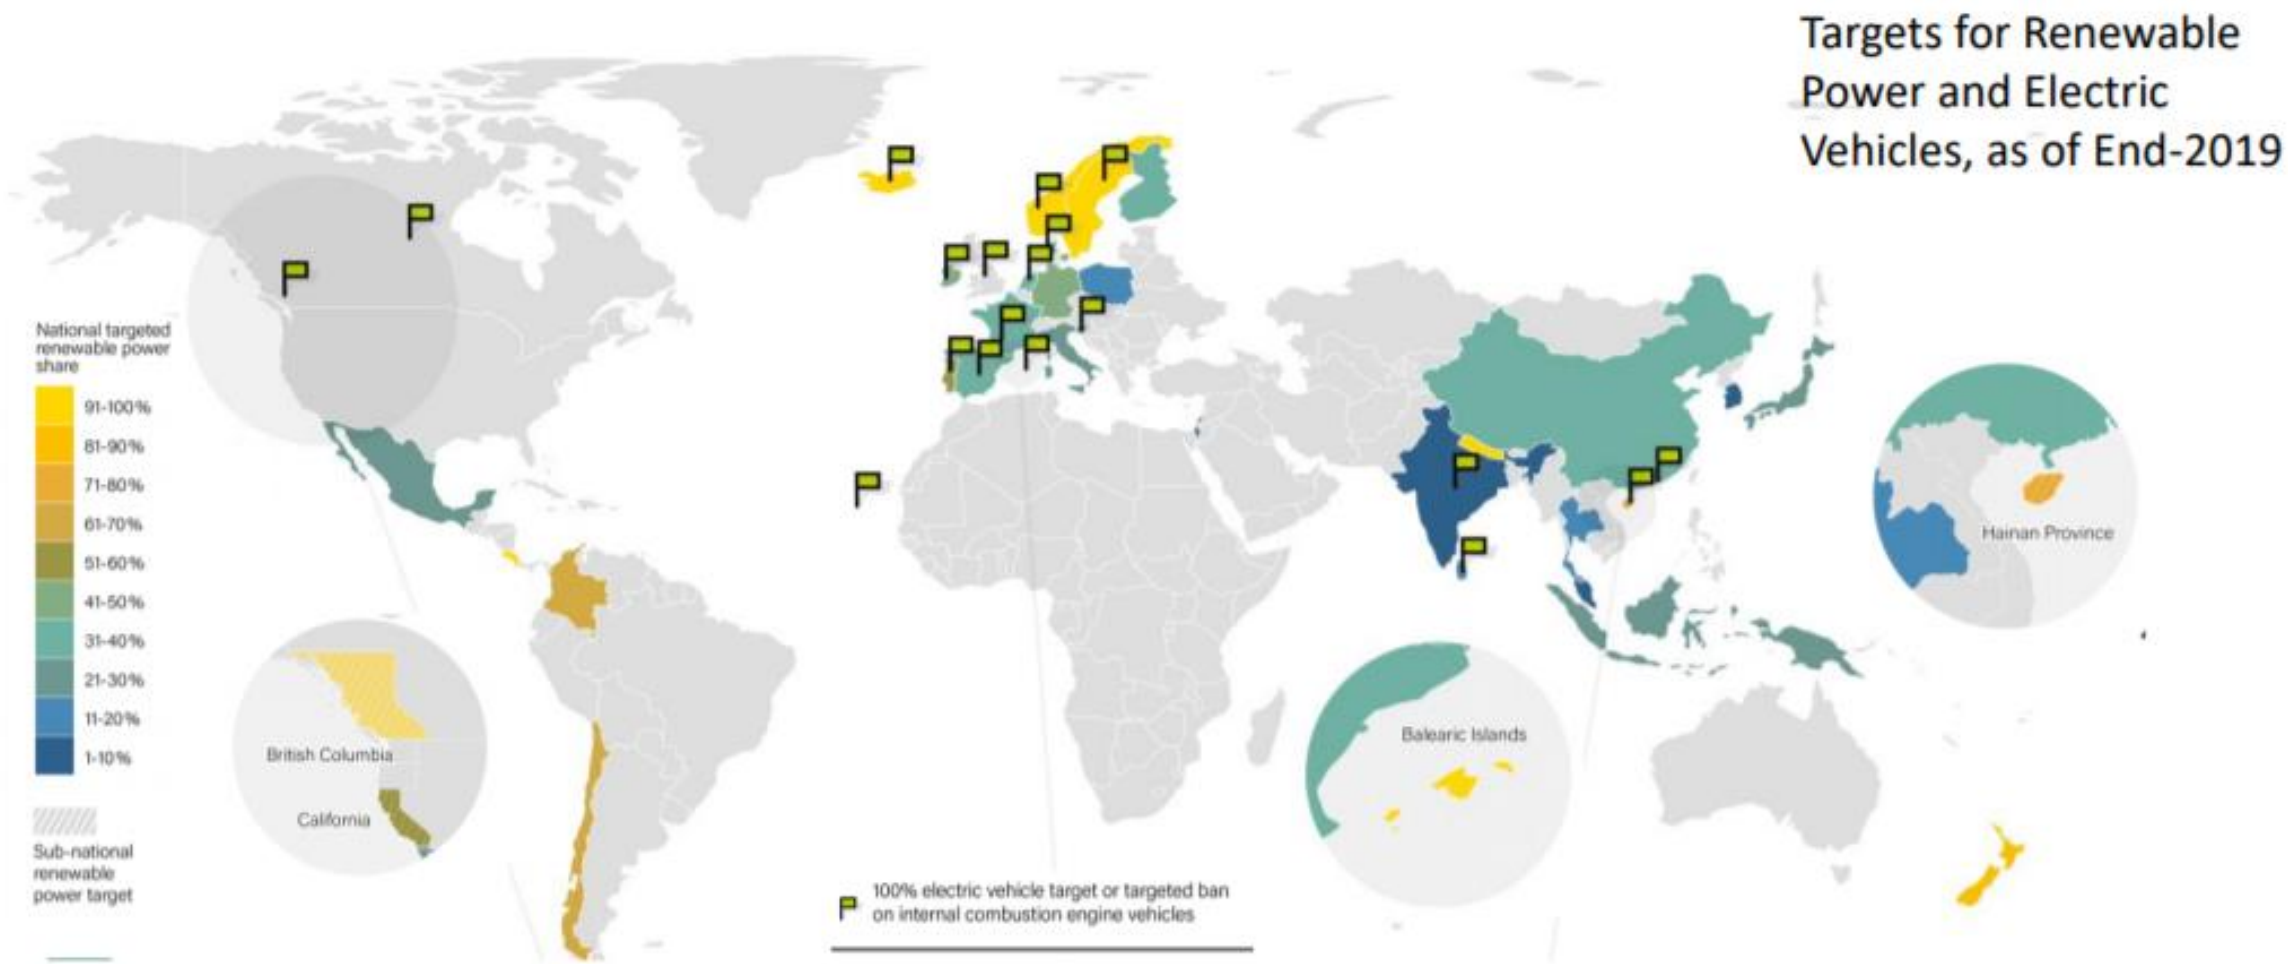 Targets for Renewable
Power and Electric
Vehicles, as of End-2019
National targeted
renewable power
share
91-100%
81-90%
71-80%
61-70%
51-60%
41-50%
31-40%
21-30%
11-20%
1-10%
Sub-national
renewable
power target
British Columbia
California
100% electric vehicle target or targeted ban
on internal combustion engine vehicles
Balearic Islands
Hainan Province